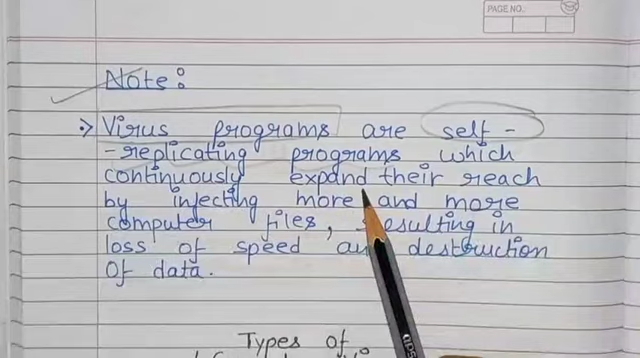 PAGE NO.:
Note:
Virus programs are self-
-replicating programs which
continuously expand their reach
by injecting more and more
computer files, resulting in
loss of speed and destruction
of data.
Types of